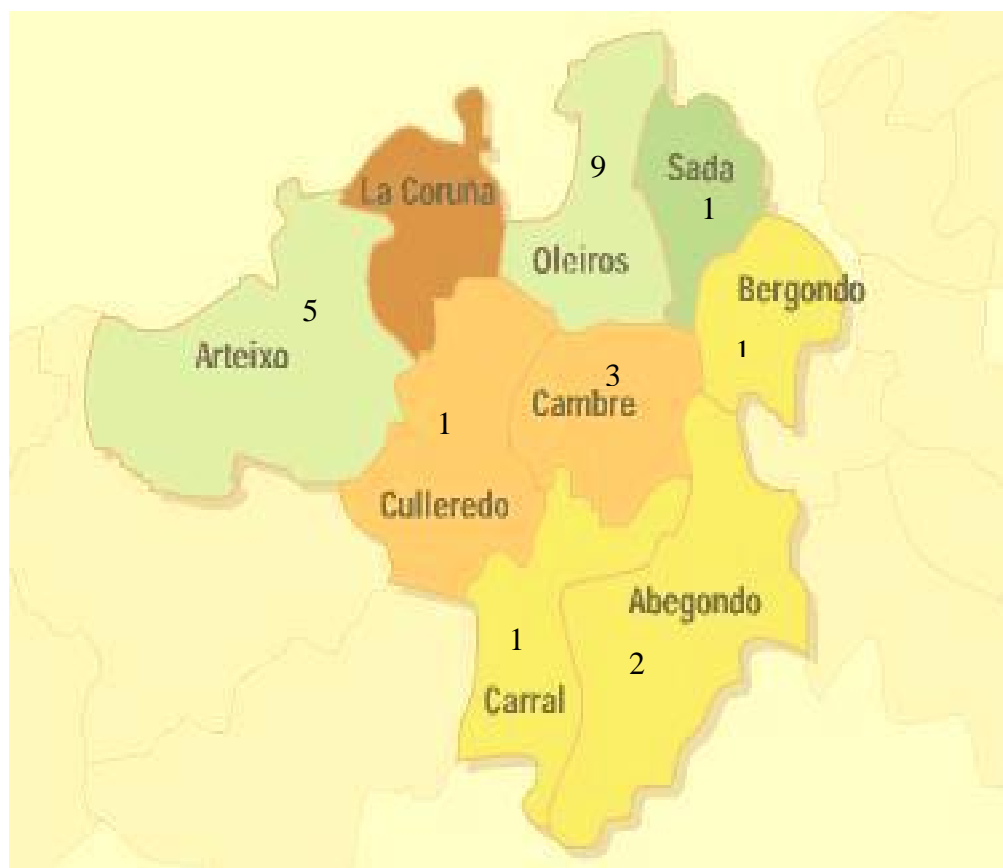 9
Sada
La Coruña
1
Oleiros
Bergondo
5
Arteixo
1
3
Cambre
1
Culleredo
Abegondo
1
2
Carral